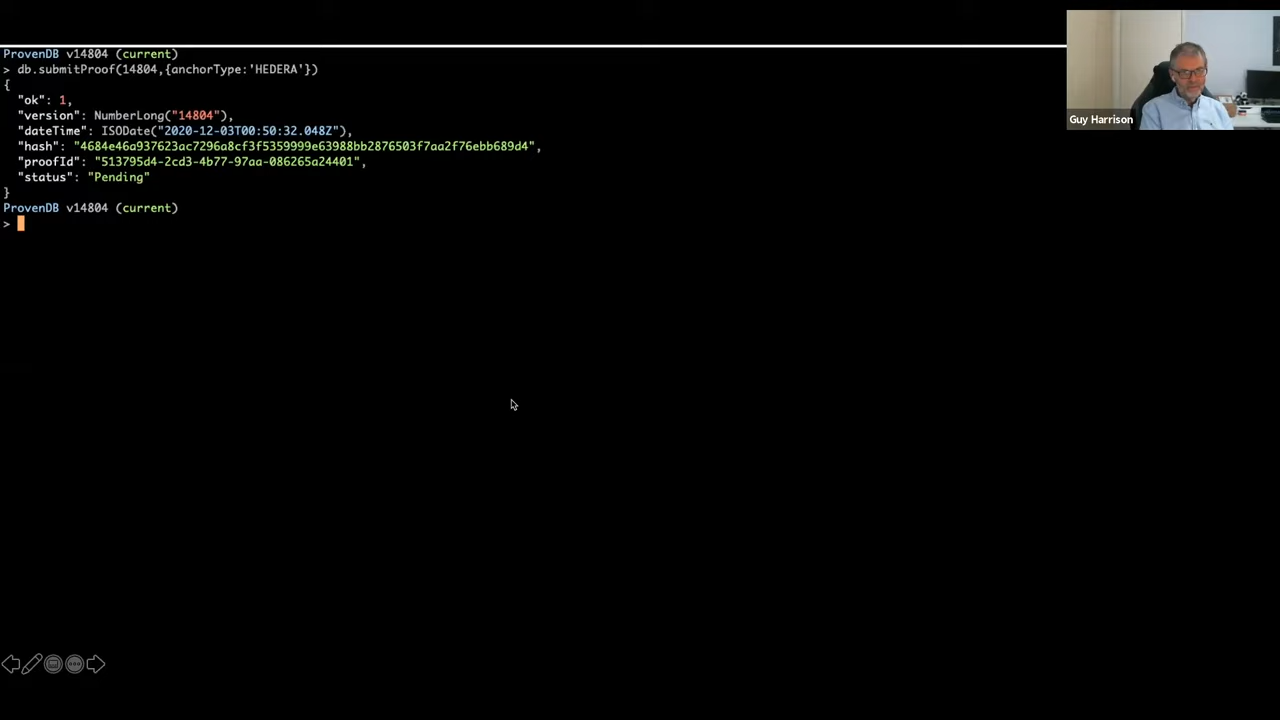 ProvenDB v14804 (current)
> db.submitProof(14804,{anchorType:'HEDERA'})
{
"ok": 1,
"version": NumberLong("14804"),
"dateTime": ISODate("2020-12-03T00:50:32.048Z"),
"hash": "4684e46a937623ac7296a8cf3f5359999e63988bb2876503f7aa2f76ebb689d4",
"proofId": "513795d4-2cd3-4b77-97aa-086265a24401",
"status": "Pending"
}
ProvenDB v14804 (current)
>
Guy Harrison